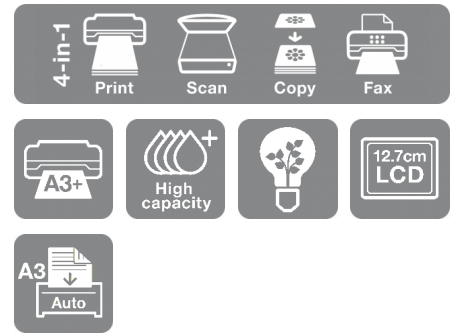 4-in-1
Print Scan Copy Fax
A3+
High
capacity
12.7cm
LCD
A3
Auto